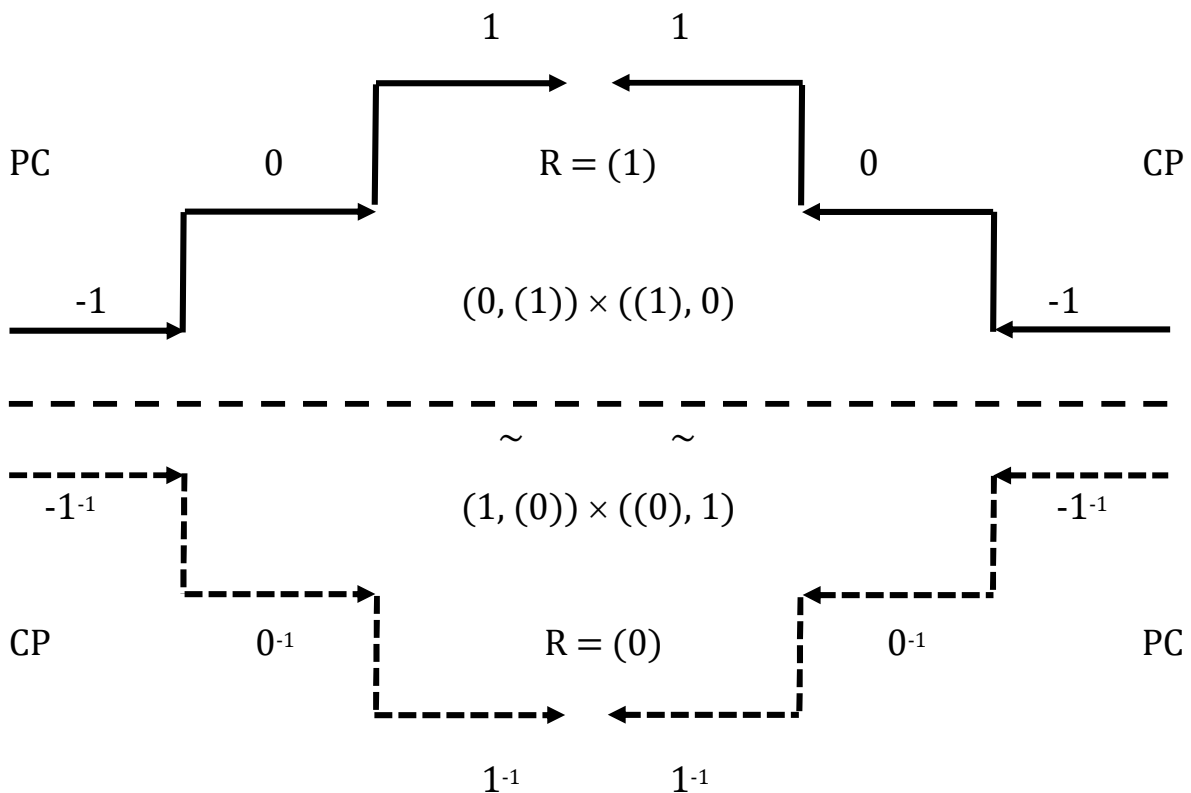 1 1
PC 0 R = (1) 0 CP
-1 (0, (1)) × ((1), 0) -1
~ ~
-1⁻¹ (1, (0)) × ((0), 1) -1⁻¹
CP 0⁻¹ R = (0) 0⁻¹ PC
1⁻¹ 1⁻¹